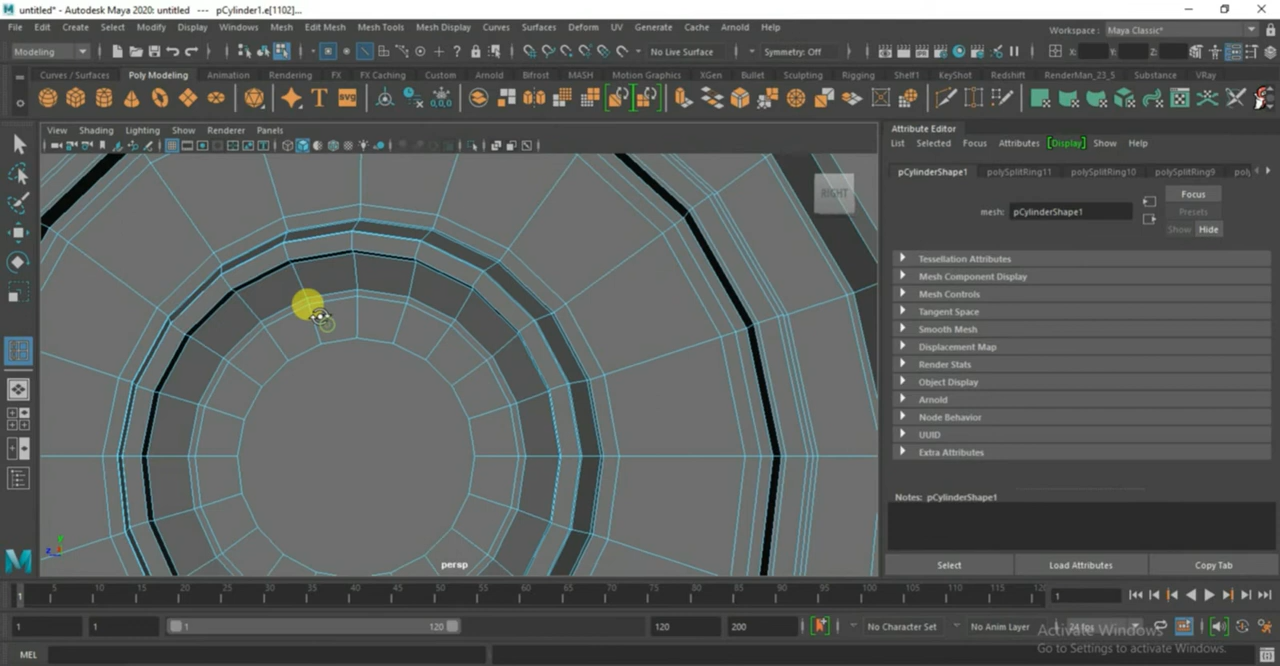 untitled* - Autodesk Maya 2020: untitled --- pCylinder1.e[1102]...
File Edit Create Select Modify Display Windows Mesh Edit Mesh Mesh Tools Mesh Display Curves Surfaces Deform UV Generate Cache Arnold Help
Workspace : Maya Classic*
Modeling No Live Surface Symmetry: Off X: Y: Z:
Curves / Surfaces Poly Modeling Animation Rendering FX FX Caching Custom Arnold Bifrost MASH Motion Graphics XGen Bullet Sculpting Rigging Shelf1 KeyShot Redshift RenderMan_23_5 Substance VRay
View Shading Lighting Show Renderer Panels
Attribute Editor
List Selected Focus Attributes Display Show Help
pCylinderShape1 polySplitRing11 polySplitRing10 polySplitRing9
mesh: pCylinderShape1
Focus
Presets
Show Hide
RIGHT
Tessellation Attributes
Mesh Component Display
Mesh Controls
Tangent Space
Smooth Mesh
Displacement Map
Render Stats
Object Display
Arnold
Node Behavior
UUID
Extra Attributes
Notes: pCylinderShape1
y
z
persp
Select Load Attributes Copy Tab
1 5 10 15 20 25 30 35 40 45 50 55 60 65 70 75 80 85 90 95 100 105 110 115 1
1 1 1 120 120 200 No Character Set No Anim Layer
Activate Windows
Go to Settings to activate Windows.
MEL